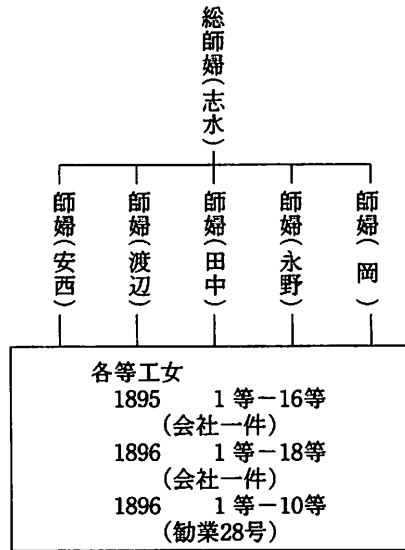 総師婦(志水)
師婦(岡)
師婦(永野)
師婦(田中)
師婦(渡辺)
師婦(安西)
各等工女
1895 1等−16等
(会社一件)
1896 1等−18等
(会社一件)
1896 1等−10等
(勧業28号)